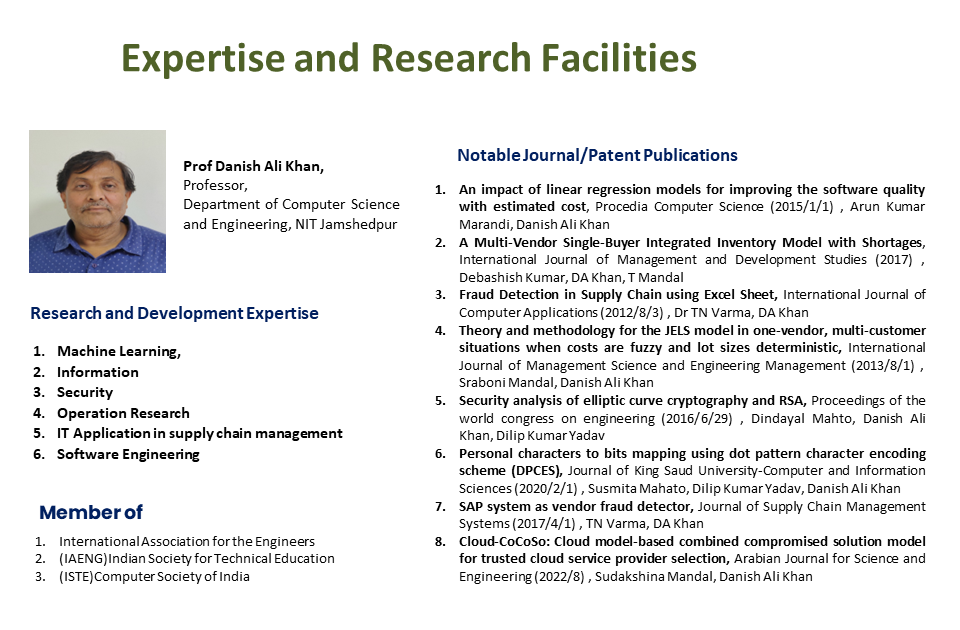 Expertise and Research Facilities
Prof Danish Ali Khan,
Professor,
Department of Computer Science
and Engineering, NIT Jamshedpur
Research and Development Expertise
1. Machine Learning,
2. Information
3. Security
4. Operation Research
5. IT Application in supply chain management
6. Software Engineering
Member of
1. International Association for the Engineers
2. (IAENG)Indian Society for Technical Education
3. (ISTE)Computer Society of India
Notable Journal/Patent Publications
1. An impact of linear regression models for improving the software quality
with estimated cost, Procedia Computer Science (2015/1/1) , Arun Kumar
Marandi, Danish Ali Khan
2. A Multi-Vendor Single-Buyer Integrated Inventory Model with Shortages,
International Journal of Management and Development Studies (2017) ,
Debashish Kumar, DA Khan, T Mandal
3. Fraud Detection in Supply Chain using Excel Sheet, International Journal of
Computer Applications (2012/8/3) , Dr TN Varma, DA Khan
4. Theory and methodology for the JELS model in one-vendor, multi-customer
situations when costs are fuzzy and lot sizes deterministic, International
Journal of Management Science and Engineering Management (2013/8/1) ,
Sraboni Mandal, Danish Ali Khan
5. Security analysis of elliptic curve cryptography and RSA, Proceedings of the
world congress on engineering (2016/6/29) , Dindayal Mahto, Danish Ali
Khan, Dilip Kumar Yadav
6. Personal characters to bits mapping using dot pattern character encoding
scheme (DPCES), Journal of King Saud University-Computer and Information
Sciences (2020/2/1) , Susmita Mahato, Dilip Kumar Yadav, Danish Ali Khan
7. SAP system as vendor fraud detector, Journal of Supply Chain Management
Systems (2017/4/1) , TN Varma, DA Khan
8. Cloud-CoCoSo: Cloud model-based combined compromised solution model
for trusted cloud service provider selection, Arabian Journal for Science and
Engineering (2022/8) , Sudakshina Mandal, Danish Ali Khan